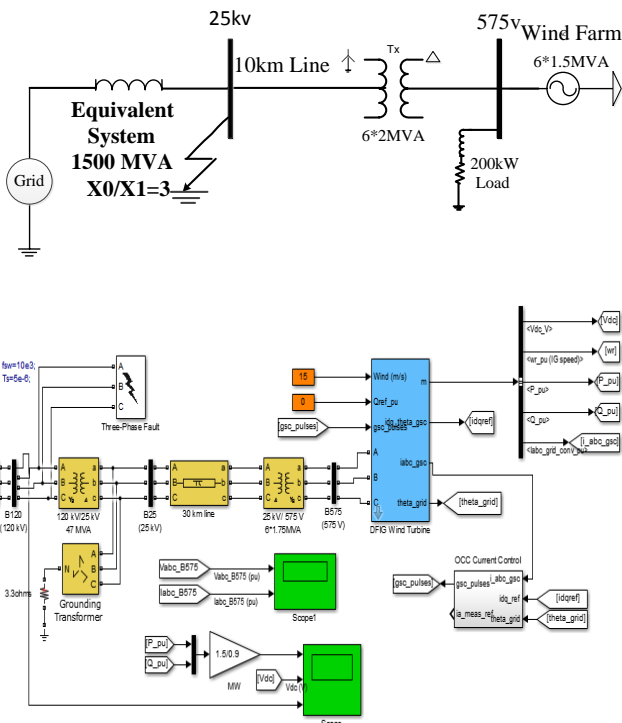 25kv
575v
Wind Farm
6*1.5MVA
10km Line
Tx
6*2MVA
Equivalent
System
1500 MVA
X0/X1=3
Grid
200kW
Load
fsw=10e3;
Ts=5e-6;
A
B
C
Three-Phase Fault
15
0
[gsc_pulses]
Wind (m/s)
Qref_pu
gsc_pulses
A
B
C
m
idq_theta_gsc
iabc_gsc
theta_grid
DFIG Wind Turbine
[idqref]
[theta_grid]
<Vdc_V>
<wr_pu (IG speed)>
<P_pu>
<Q_pu>
<Iabc_grid_conv_pu>
[Vdc]
[wr]
[P_pu]
[Q_pu]
[i_abc_gsc]
B120
(120 kV)
A
B
C
a
b
c
120 kV/25 kV
47 MVA
B25
(25 kV)
A
B
C
a
b
c
30 km line
A
B
C
a
b
c
25 kV/ 575 V
6*1.75MVA
B575
(575 V)
3.3ohms
N
A
B
C
Grounding
Transformer
Vabc_B575
Iabc_B575
Vabc_B575 (pu)
Iabc_B575 (pu)
Scope1
OCC Current Control
[gsc_pulses]
gsc_pulses
ia_meas_ref
i_abc_gsc
idq_ref
theta_grid
[idqref]
[theta_grid]
[P_pu]
[Q_pu]
1.5/0.9
MW
[Vdc]
Vdc (V)
Scope